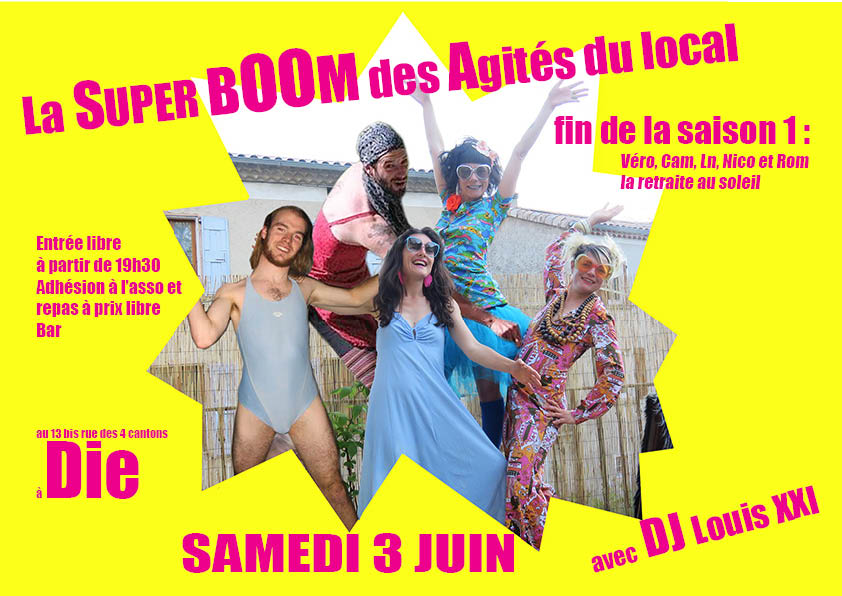 La SUPER BOOM des Agités du local
fin de la saison 1 :
Véro, Cam, Ln, Nico et Rom
la retraite au soleil
Entrée libre
à partir de 19h30
Adhésion à l'asso et
repas à prix libre
Bar
au 13 bis rue des 4 cantons
à Die
SAMEDI 3 JUIN
avec DJ Louis XXI